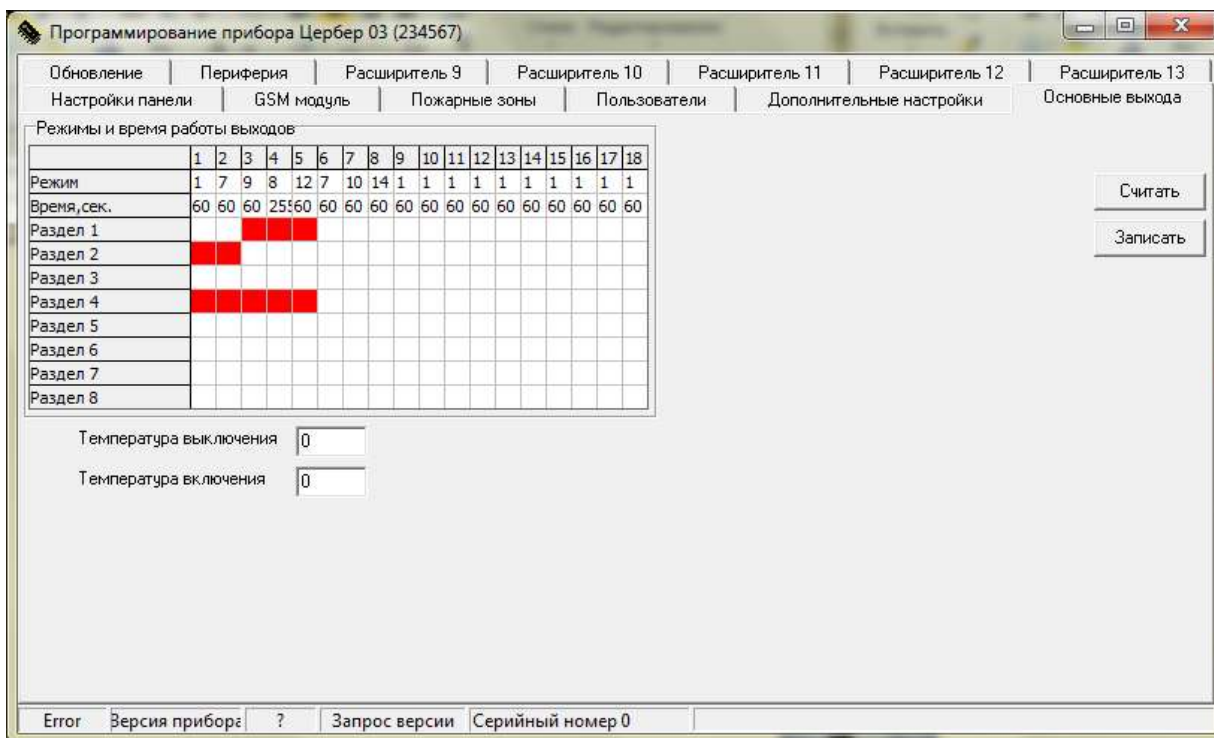 Программирование прибора Цербер 03 (234567)
Обновление Периферия Расширитель 9 Расширитель 10 Расширитель 11 Расширитель 12 Расширитель 13
Настройки панели GSM модуль Пожарные зоны Пользователи Дополнительные настройки Основные выхода
Режимы и время работы выходов
1 2 3 4 5 6 7 8 9 10 11 12 13 14 15 16 17 18
Режим 1 7 9 8 12 7 10 14 1 1 1 1 1 1 1 1 1 1
Время,сек. 60 60 60 255 60 60 60 60 60 60 60 60 60 60 60 60 60 60
Считать
Раздел 1
Записать
Раздел 2
Раздел 3
Раздел 4
Раздел 5
Раздел 6
Раздел 7
Раздел 8
Температура выключения 0
Температура включения 0
Error Версия прибора ? Запрос версии Серийный номер 0